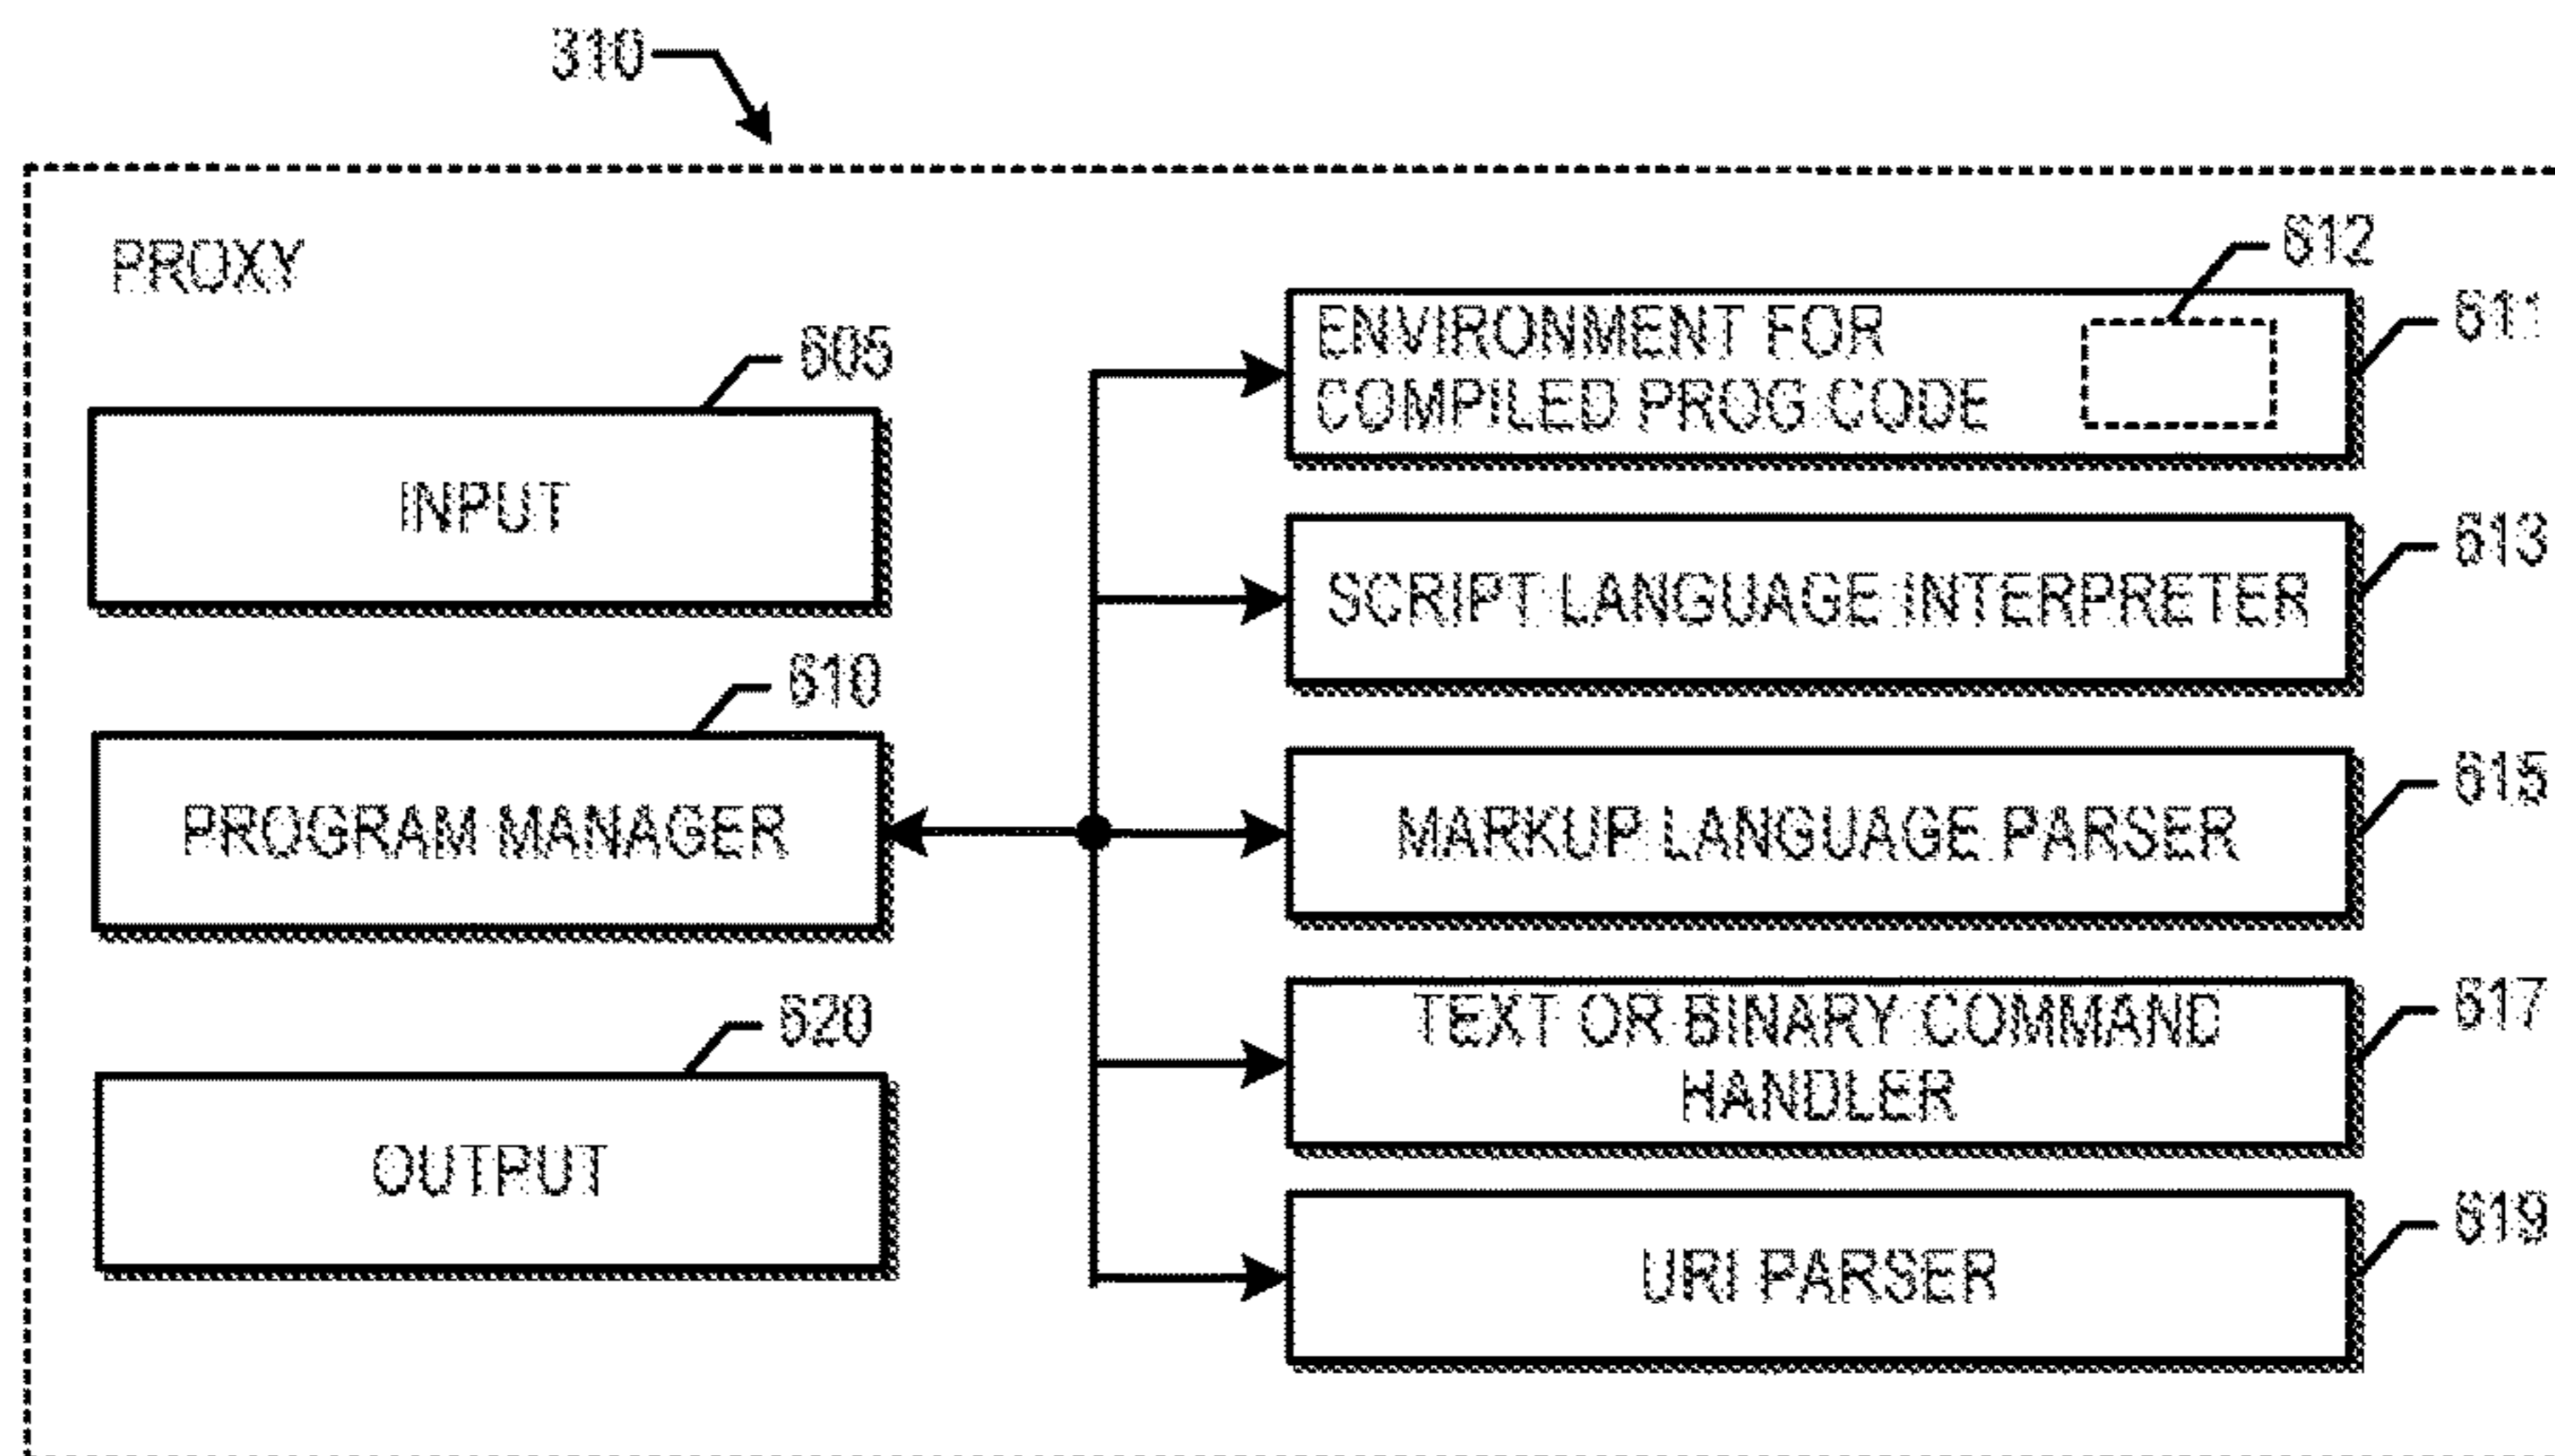 310
PROXY
612
ENVIRONMENT FOR
COMPILED PROG CODE
611
605
INPUT
613
SCRIPT LANGUAGE INTERPRETER
610
PROGRAM MANAGER
615
MARKUP LANGUAGE PARSER
617
TEXT OR BINARY COMMAND
HANDLER
620
OUTPUT
619
URI PARSER